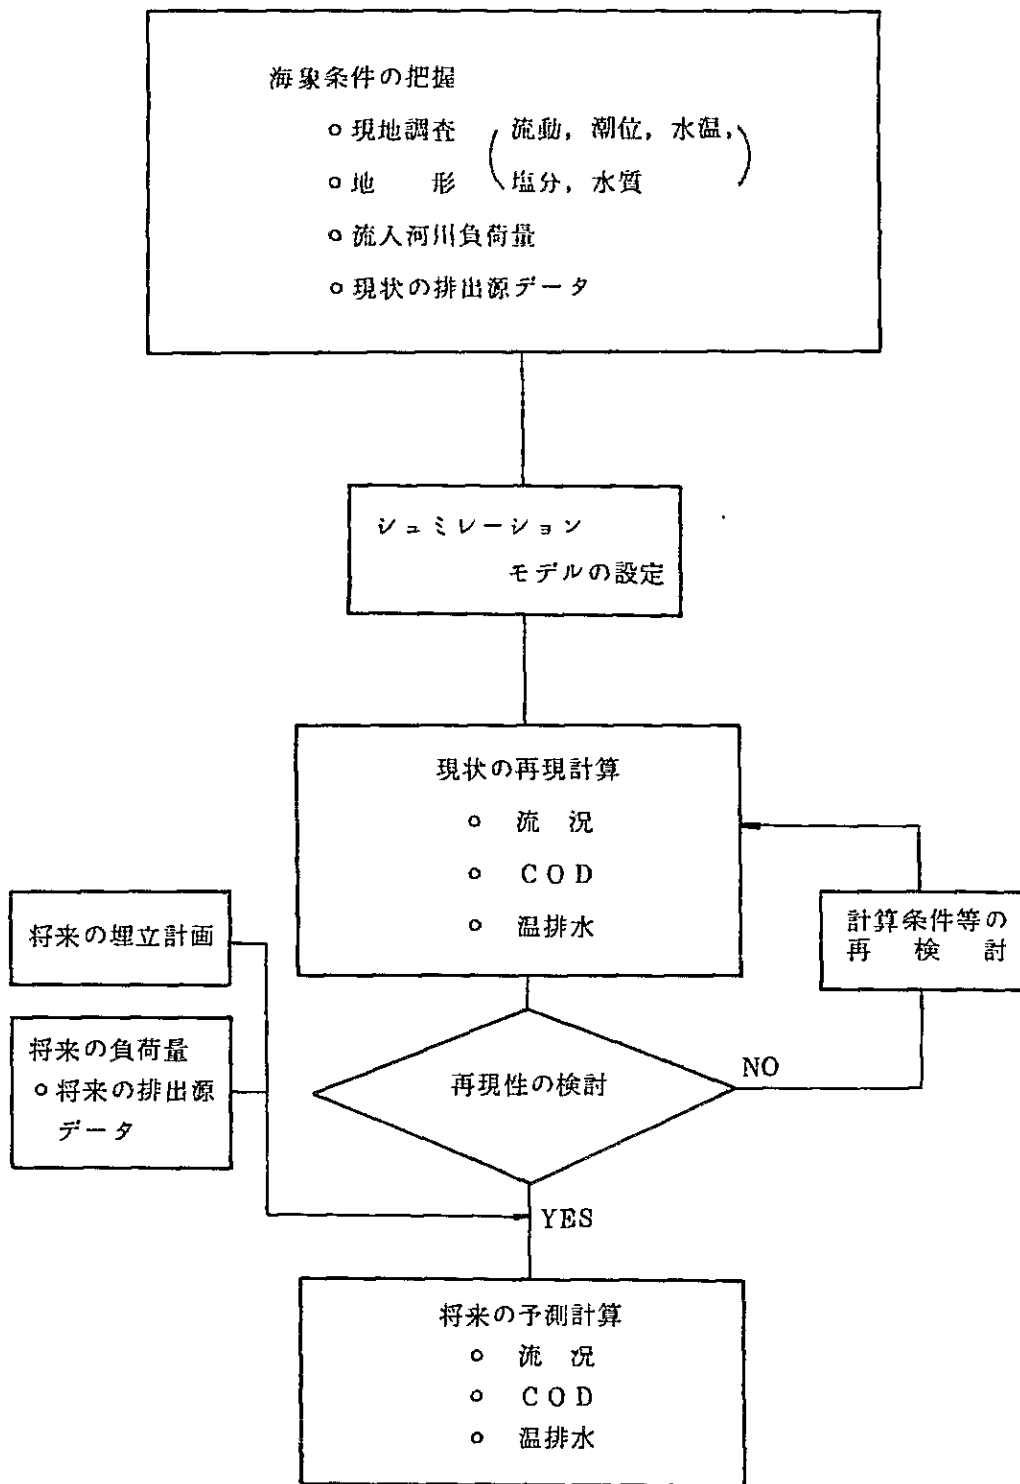 海象条件の把握
○現地調査 (流動,潮位,水温,
○地 形 塩分,水質)
○流入河川負荷量
○現状の排出源データ
シュミレーション
モデルの設定
現状の再現計算
○ 流 況
○ COD
○ 温排水
将来の埋立計画
計算条件等の
再 検 討
将来の負荷量
○将来の排出源
データ
再現性の検討
NO
YES
将来の予測計算
○ 流 況
○ COD
○ 温排水